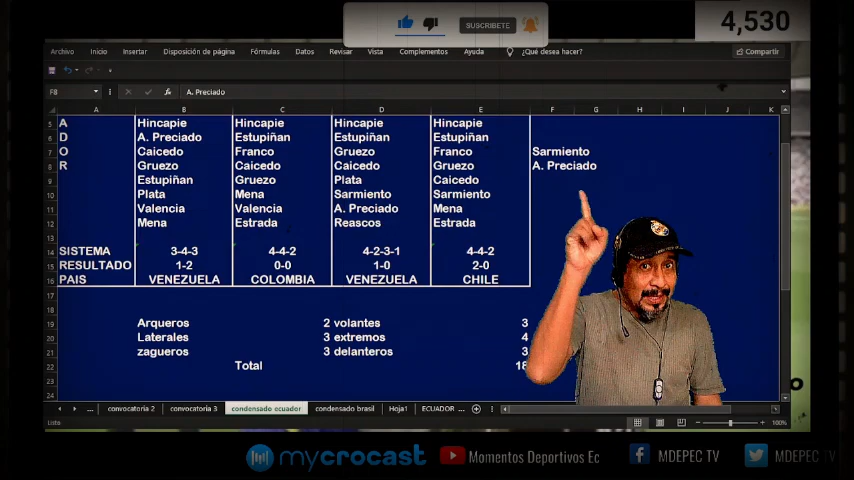 SUSCRIBETE
4,530
Archivo Inicio Insertar Disposición de página Fórmulas Datos Revisar Vista Complementos Ayuda ¿Qué desea hacer? Compartir
F8 fx A. Preciado
A B C D E F G H I J K
5 A Hincapie Hincapie Hincapie Hincapie
6 D A. Preciado Estupiñan Estupiñan Estupiñan
7 O Caicedo Franco Gruezo Franco Sarmiento
8 R Gruezo Caicedo Caicedo Gruezo A. Preciado
9 Estupiñan Gruezo Plata Caicedo
10 Plata Mena Sarmiento Sarmiento
11 Valencia Valencia A. Preciado Mena
12 Mena Estrada Reascos Estrada
13
14 SISTEMA 3-4-3 4-4-2 4-2-3-1 4-4-2
15 RESULTADO 1-2 0-0 1-0 2-0
16 PAIS VENEZUELA COLOMBIA VENEZUELA CHILE
17
18
19 Arqueros 2 volantes 3
20 Laterales 3 extremos 4
21 zagueros 3 delanteros 3
22 Total 18
23
24
... convocatoria 2 convocatoria 3 condensado ecuador condensado brasil Hoja1 ECUADOR ...
Listo 100%
mycrocast Momentos Deportivos Ec MDEPEC TV MDEPEC TV